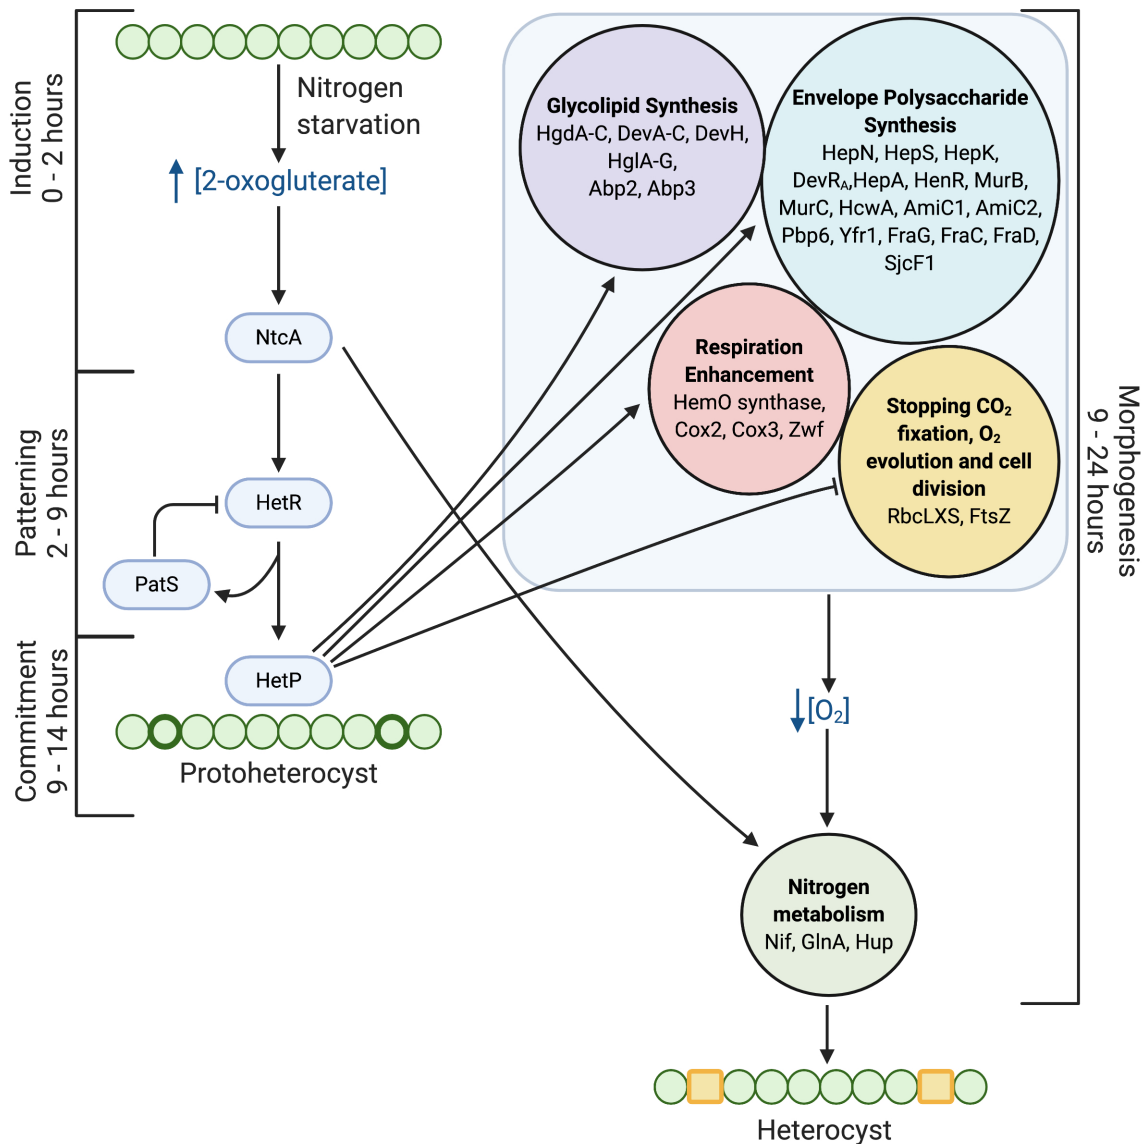 Induction
0 - 2 hours
Nitrogen
starvation
[2-oxogluterate]
NtcA
Patterning
2 - 9 hours
HetR
PatS
Commitment
9 - 14 hours
HetP
Protoheterocyst
Glycolipid Synthesis
HgdA-C, DevA-C, DevH,
HglA-G,
Abp2, Abp3
Envelope Polysaccharide
Synthesis
HepN, HepS, HepK,
DevRA,HepA, HenR, MurB,
MurC, HcwA, AmiC1, AmiC2,
Pbp6, Yfr1, FraG, FraC, FraD,
SjcF1
Respiration
Enhancement
HemO synthase,
Cox2, Cox3, Zwf
Stopping CO₂
fixation, O₂
evolution and cell
division
RbcLXS, FtsZ
Morphogenesis
9 - 24 hours
[O₂]
Nitrogen
metabolism
Nif, GlnA, Hup
Heterocyst